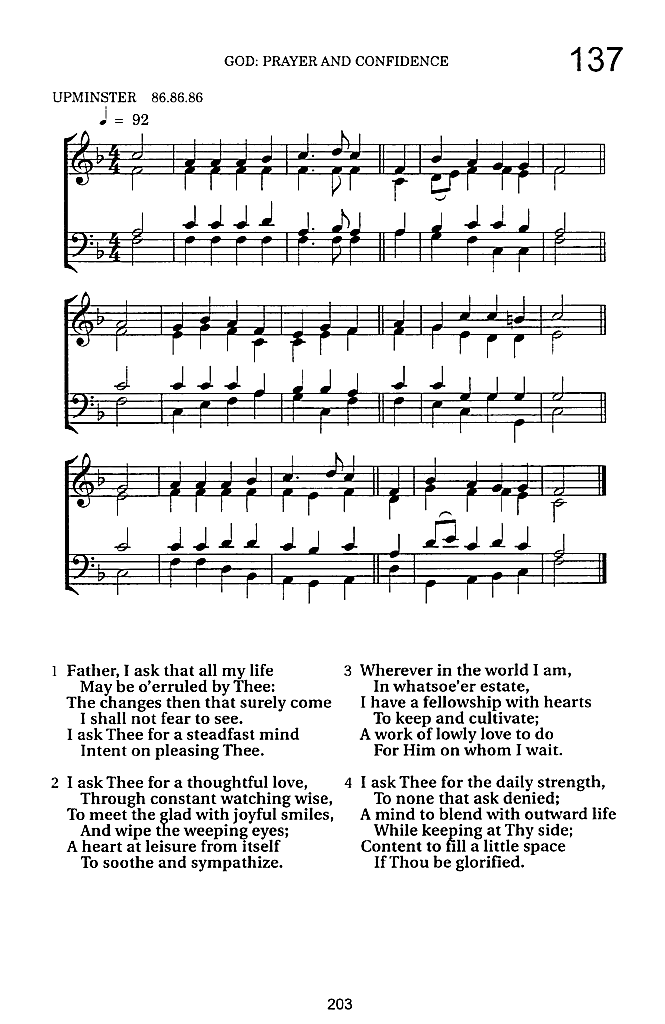 GOD: PRAYER AND CONFIDENCE
137
UPMINSTER 86.86.86
♩ = 92
1 Father, I ask that all my life
May be o'erruled by Thee:
The changes then that surely come
I shall not fear to see.
I ask Thee for a steadfast mind
Intent on pleasing Thee.
2 I ask Thee for a thoughtful love,
Through constant watching wise,
To meet the glad with joyful smiles,
And wipe the weeping eyes;
A heart at leisure from itself
To soothe and sympathize.
3 Wherever in the world I am,
In whatsoe'er estate,
I have a fellowship with hearts
To keep and cultivate;
A work of lowly love to do
For Him on whom I wait.
4 I ask Thee for the daily strength,
To none that ask denied;
A mind to blend with outward life
While keeping at Thy side;
Content to fill a little space
If Thou be glorified.
203